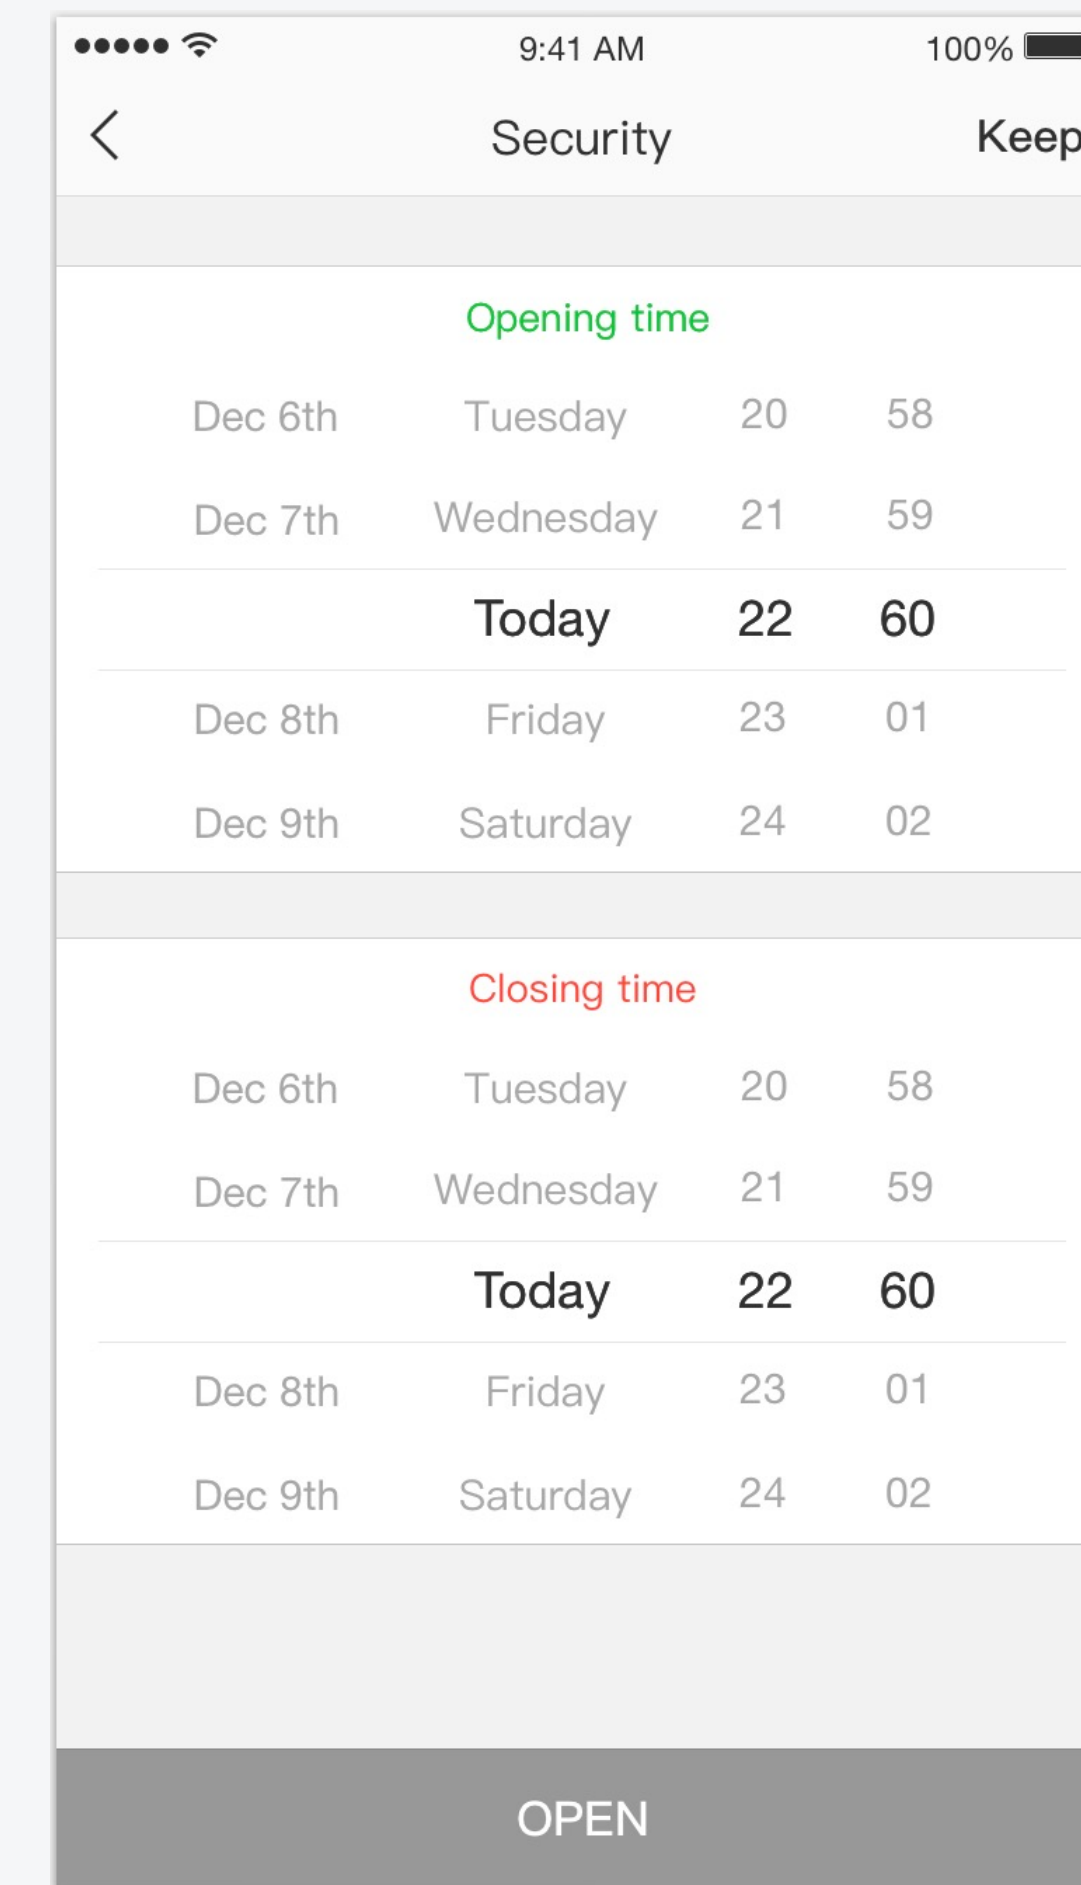 9:41 AM 100%
Security Keep
Opening time
Dec 6th Tuesday 20 58
Dec 7th Wednesday 21 59
Today 22 60
Dec 8th Friday 23 01
Dec 9th Saturday 24 02
Closing time
Dec 6th Tuesday 20 58
Dec 7th Wednesday 21 59
Today 22 60
Dec 8th Friday 23 01
Dec 9th Saturday 24 02
OPEN